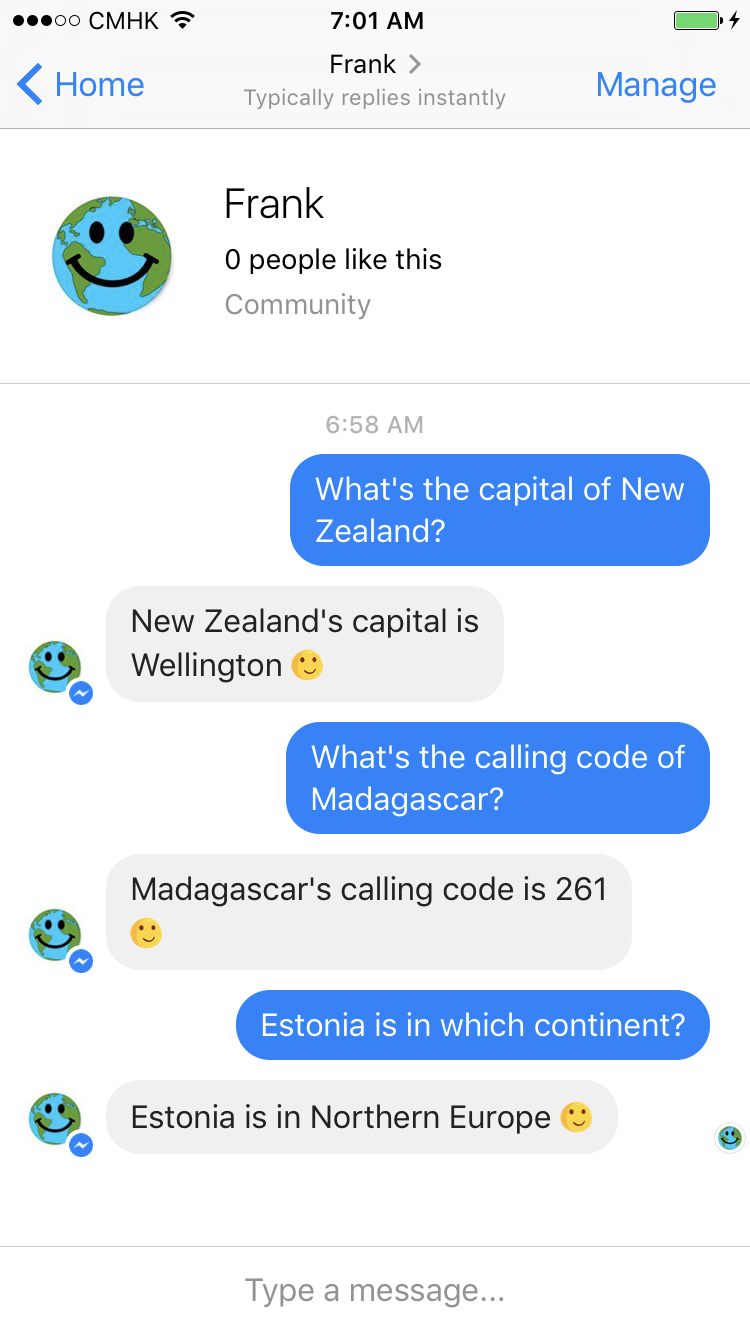 CMHK 7:01 AM
Home Frank Manage
Typically replies instantly
Frank
0 people like this
Community
6:58 AM
What's the capital of New
Zealand?
New Zealand's capital is
Wellington 🙂
What's the calling code of
Madagascar?
Madagascar's calling code is 261
🙂
Estonia is in which continent?
Estonia is in Northern Europe 🙂
Type a message...